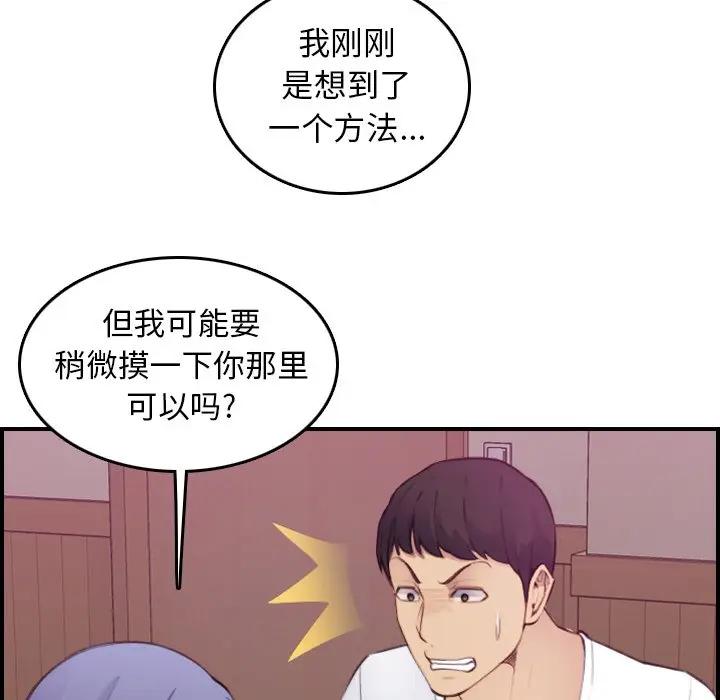 我刚刚
是想到了
一个方法...
但我可能要
稍微摸一下你那里
可以吗?